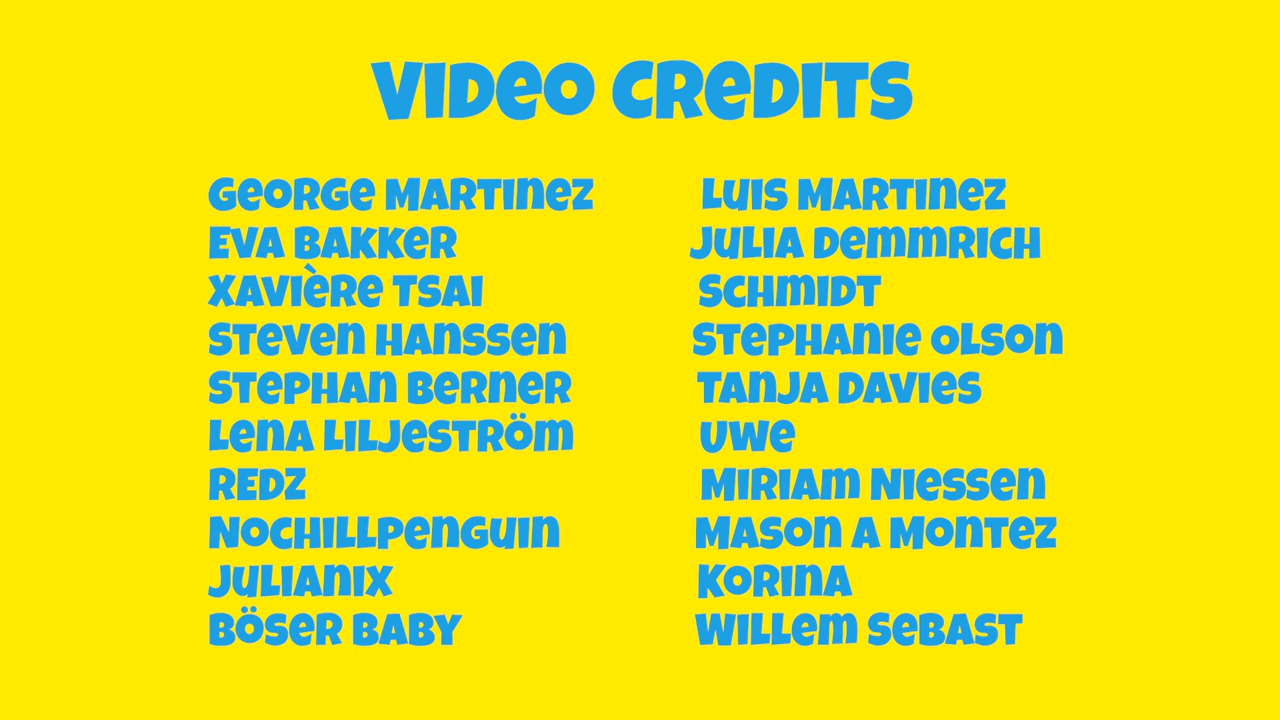 Video Credits
George Martinez
Eva Bakker
Xavière Tsai
Steven Hanssen
Stephan Berner
Lena Liljeström
Redz
Nochillpenguin
Julianix
Böser Baby
Luis Martinez
Julia Demmrich
Schmidt
Stephanie Olson
Tanja Davies
Uwe
Miriam Niessen
Mason A Montez
Korina
Willem Sebast